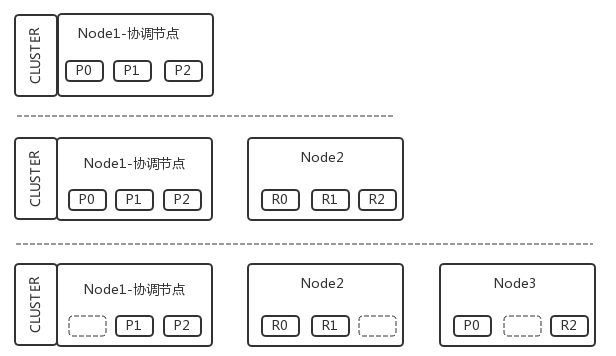 CLUSTER
Node1-协调节点
P0 P1 P2
CLUSTER
Node1-协调节点
P0 P1 P2
Node2
R0 R1 R2
CLUSTER
Node1-协调节点
P1 P2
Node2
R0 R1
Node3
P0 R2